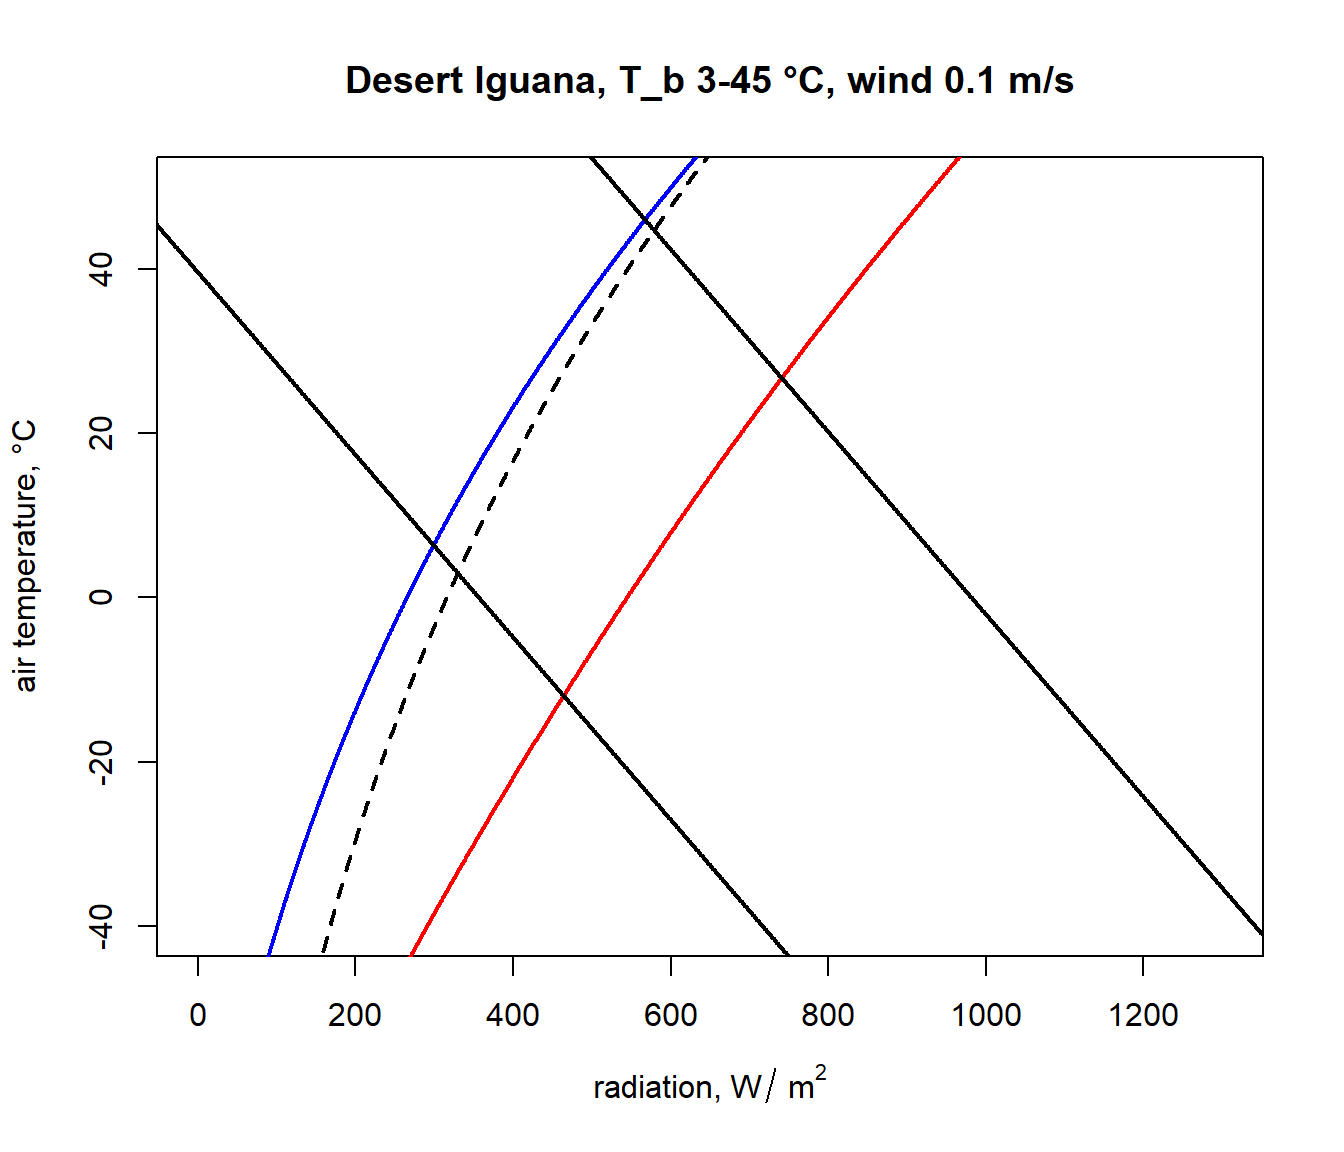 Desert Iguana, T_b 3-45 °C, wind 0.1 m/s
air temperature, °C
40
20
0
-20
-40
0 200 400 600 800 1000 1200
radiation, W/ m²